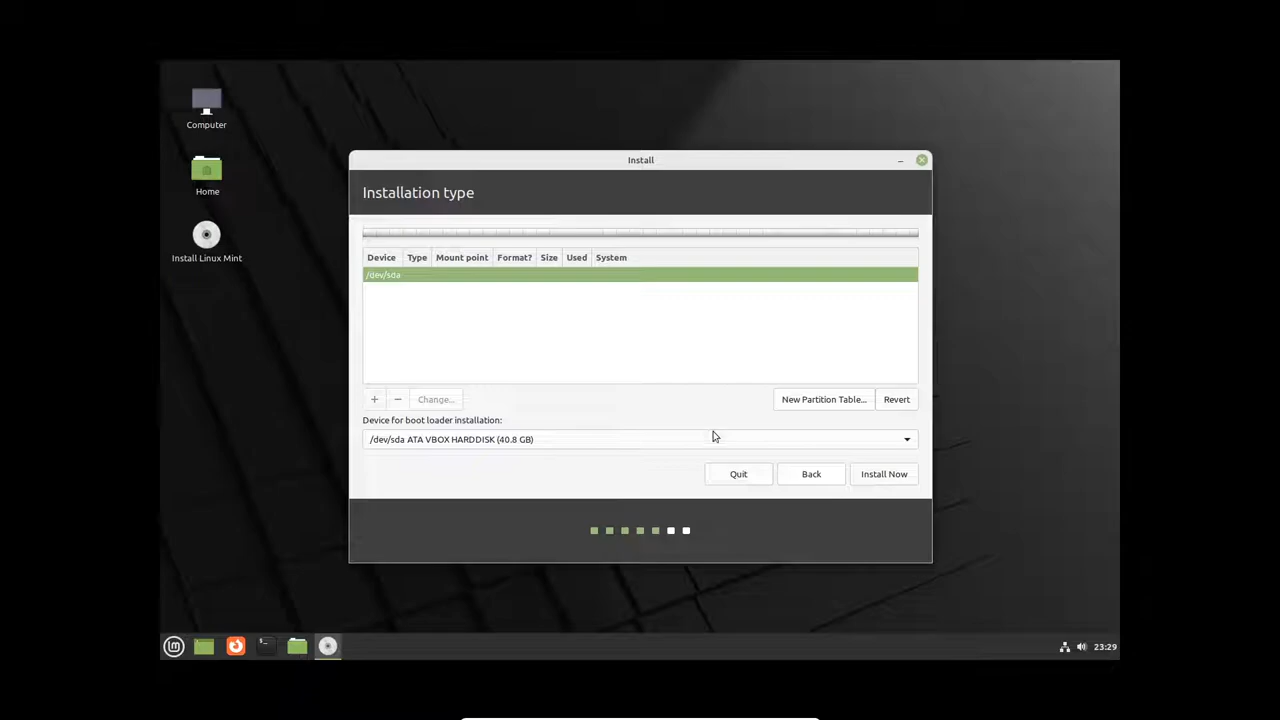 Computer
Home
Install Linux Mint
Install
Installation type
Device Type Mount point Format? Size Used System
/dev/sda
+ − Change... New Partition Table... Revert
Device for boot loader installation:
/dev/sda ATA VBOX HARDDISK (40.8 GB)
Quit Back Install Now
23:29